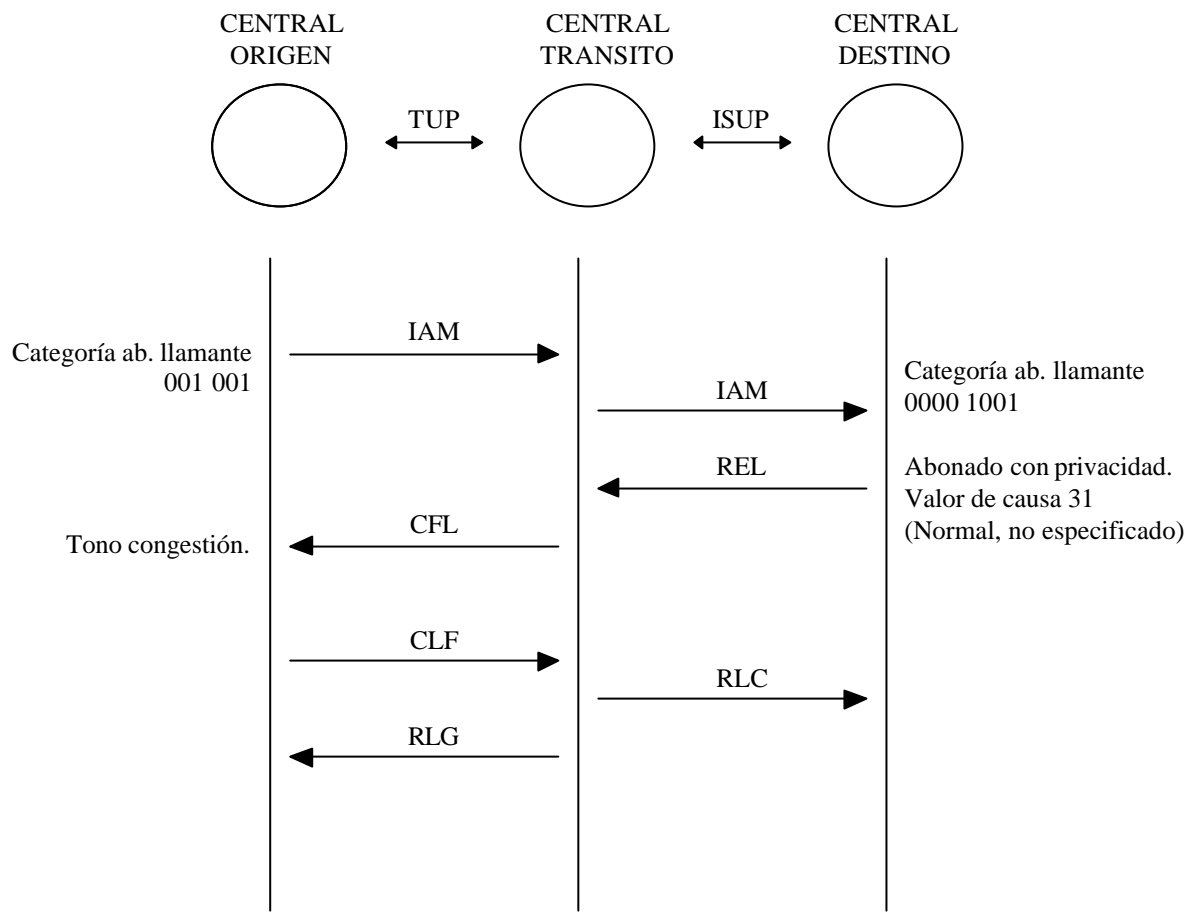 CENTRAL
ORIGEN
CENTRAL
TRANSITO
CENTRAL
DESTINO
TUP
ISUP
IAM
Categoría ab. llamante
001 001
IAM
Categoría ab. llamante
0000 1001
REL
Abonado con privacidad.
Valor de causa 31
(Normal, no especificado)
CFL
Tono congestión.
CLF
RLC
RLG